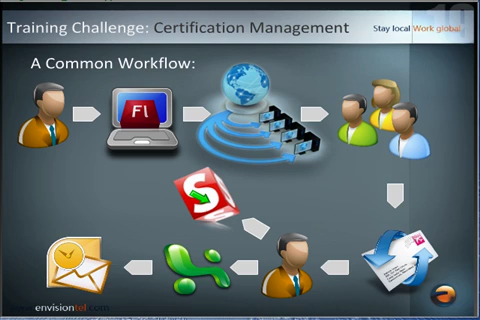 Training Challenge: Certification Management
Stay local Work global
A Common Workflow:
Fl
S
envisiontel.com